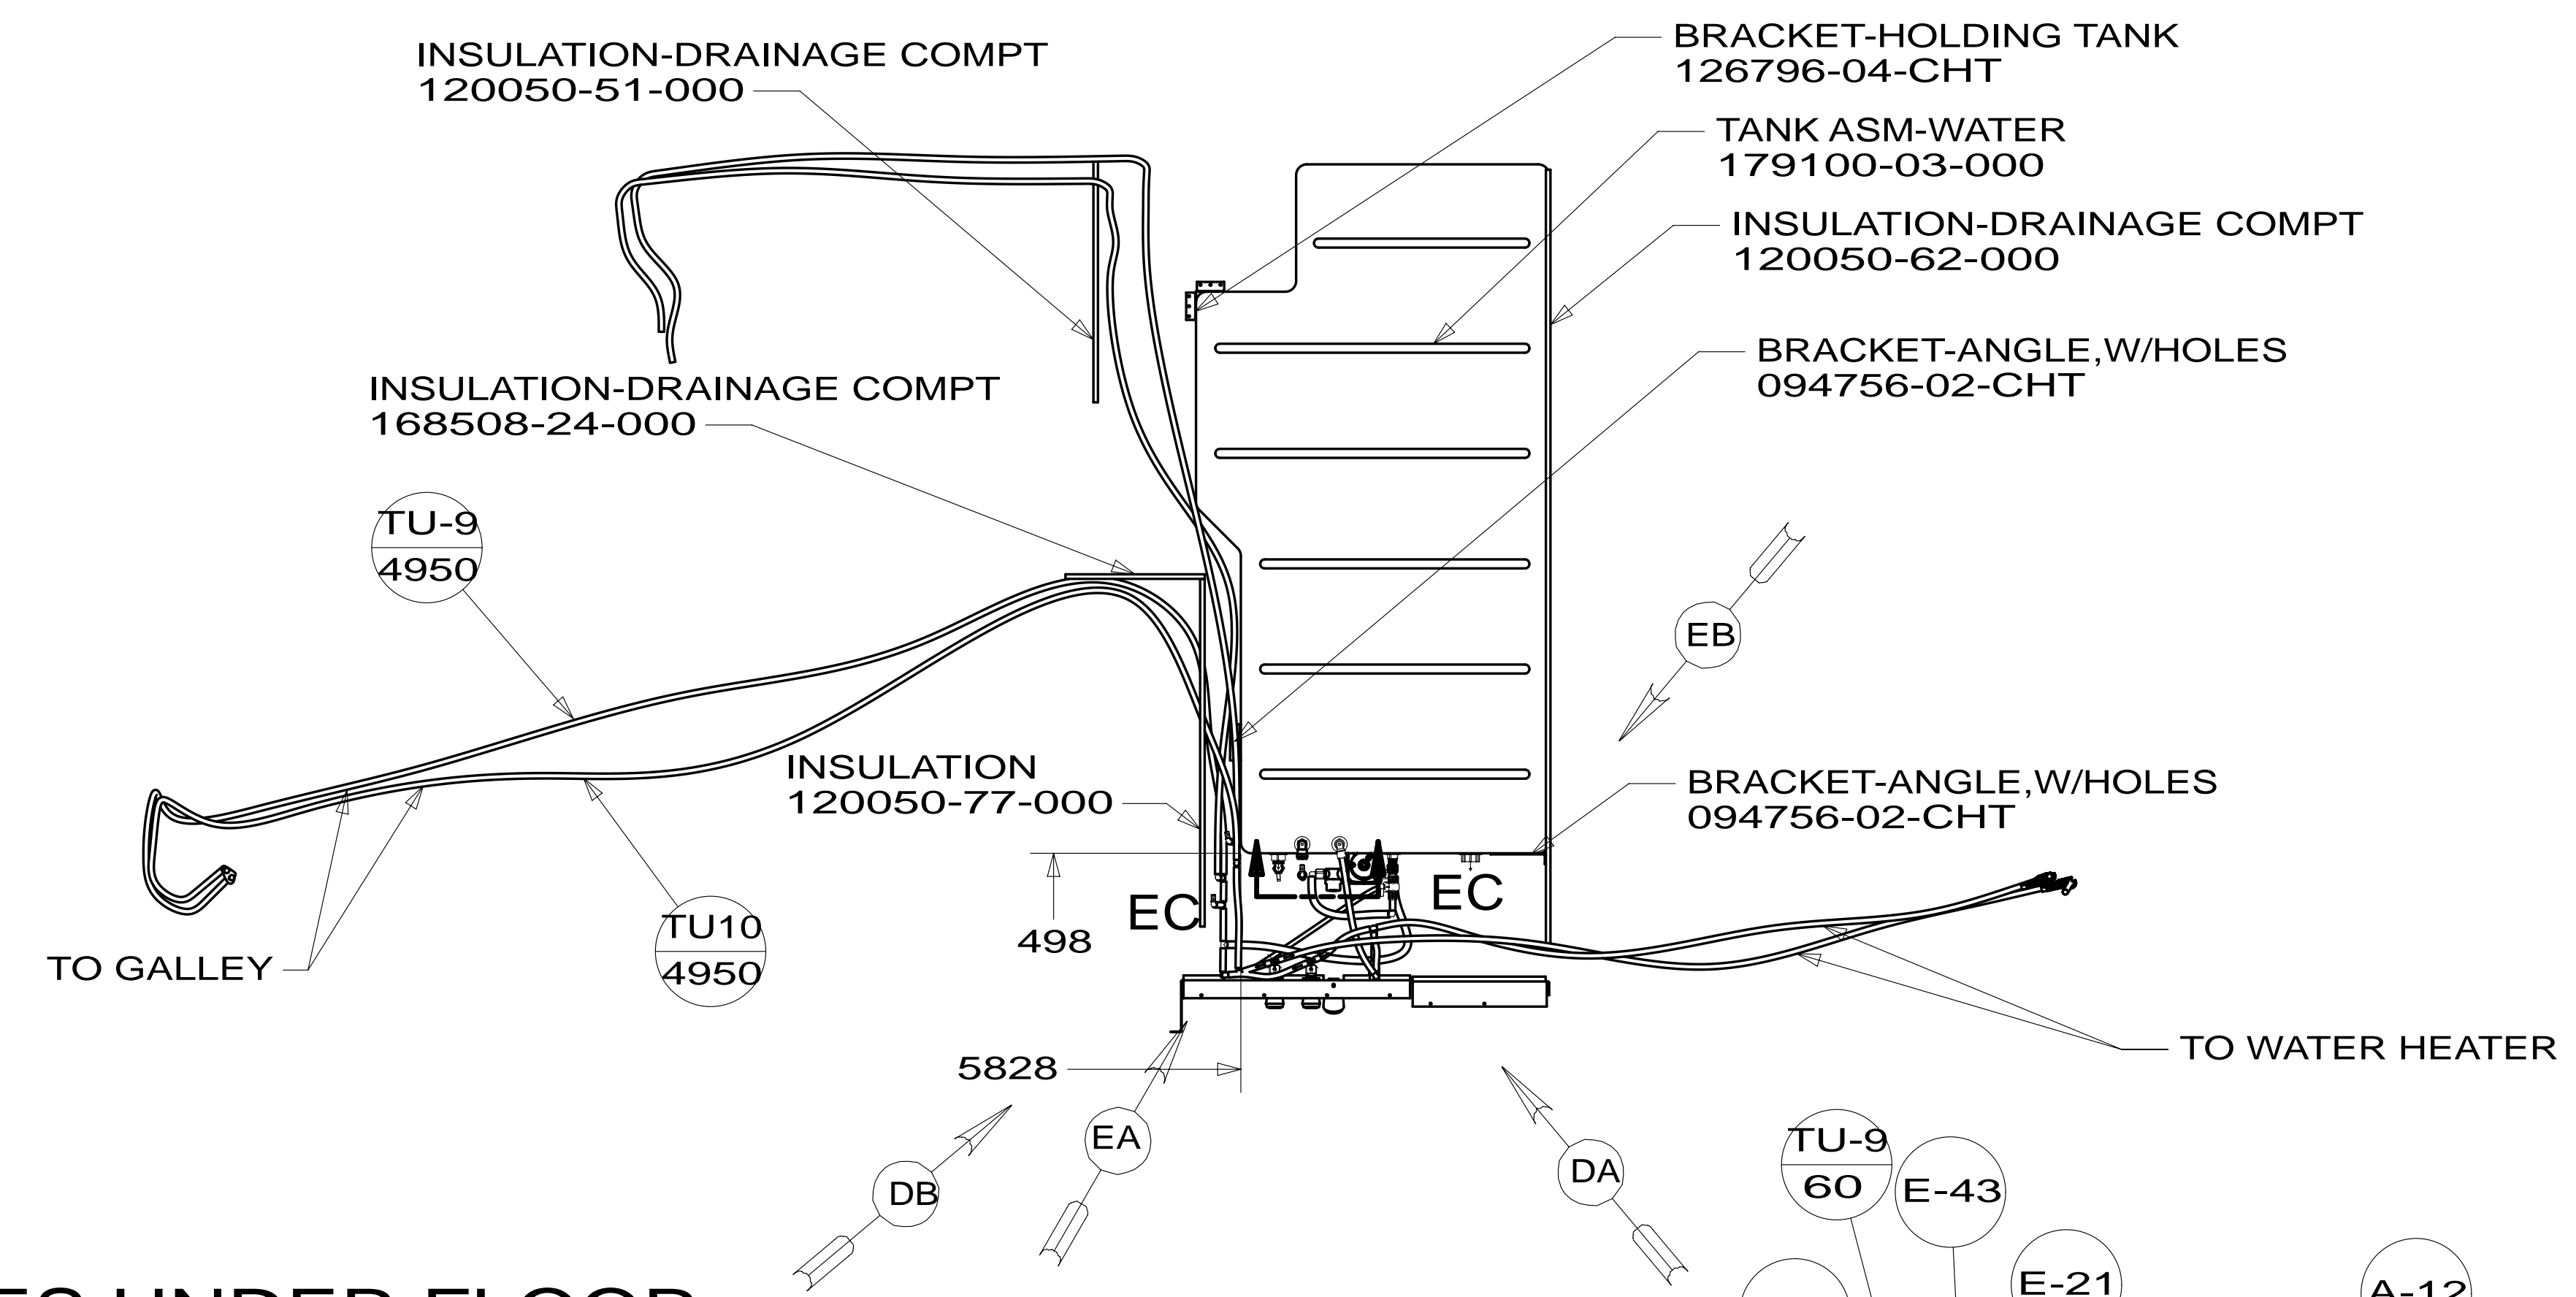 INSULATION-DRAINAGE COMPT
120050-51-000
BRACKET-HOLDING TANK
126796-04-CHT
TANK ASM-WATER
179100-03-000
INSULATION-DRAINAGE COMPT
120050-62-000
BRACKET-ANGLE,W/HOLES
094756-02-CHT
INSULATION-DRAINAGE COMPT
168508-24-000
TU-9
4950
EB
INSULATION
120050-77-000
BRACKET-ANGLE,W/HOLES
094756-02-CHT
EC
EC
498
TU10
4950
TO GALLEY
TO WATER HEATER
5828
EA
DB
DA
TU-9
60
E-43
E-21
A-12
UNDER FLOOR